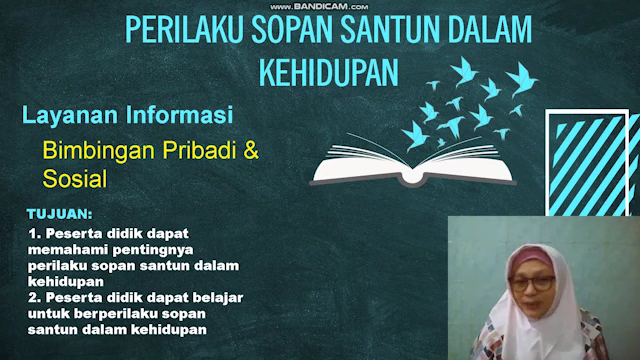 www.BANDICAM.com
PERILAKU SOPAN SANTUN DALAM
KEHIDUPAN
Layanan Informasi
Bimbingan Pribadi &
Sosial
TUJUAN:
1. Peserta didik dapat
memahami pentingnya
perilaku sopan santun dalam
kehidupan
2. Peserta didik dapat belajar
untuk berperilaku sopan
santun dalam kehidupan